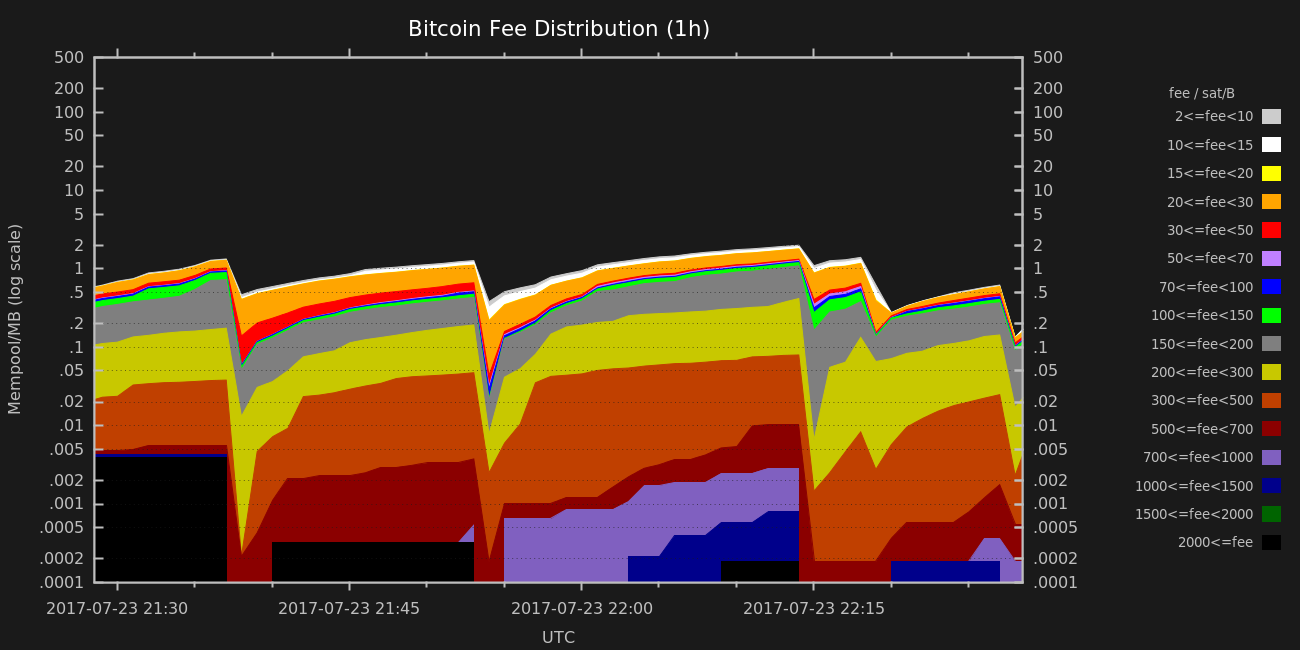 Bitcoin Fee Distribution (1h)
500 500
200 200
100 100
50 50
20 20
10 10
5 5
2 2
1 1
.5 .5
.2 .2
.1 .1
.05 .05
.02 .02
.01 .01
.005 .005
.002 .002
.001 .001
.0005 .0005
.0002 .0002
.0001 .0001
Mempool/MB (log scale)
2017-07-23 21:30 2017-07-23 21:45 2017-07-23 22:00 2017-07-23 22:15
UTC
fee / sat/B
2<=fee<10
10<=fee<15
15<=fee<20
20<=fee<30
30<=fee<50
50<=fee<70
70<=fee<100
100<=fee<150
150<=fee<200
200<=fee<300
300<=fee<500
500<=fee<700
700<=fee<1000
1000<=fee<1500
1500<=fee<2000
2000<=fee